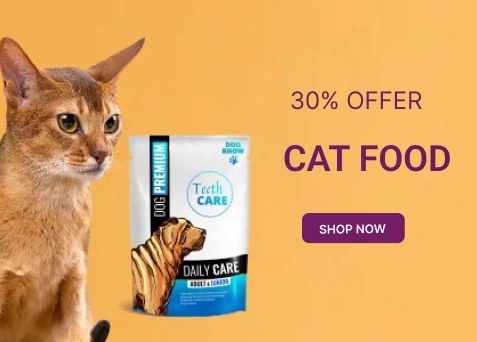 30% OFFER
CAT FOOD
SHOP NOW
DOG PREMIUM
DOG
SHOW
Teeth
CARE
DAILY CARE
ADULT & SENIOR